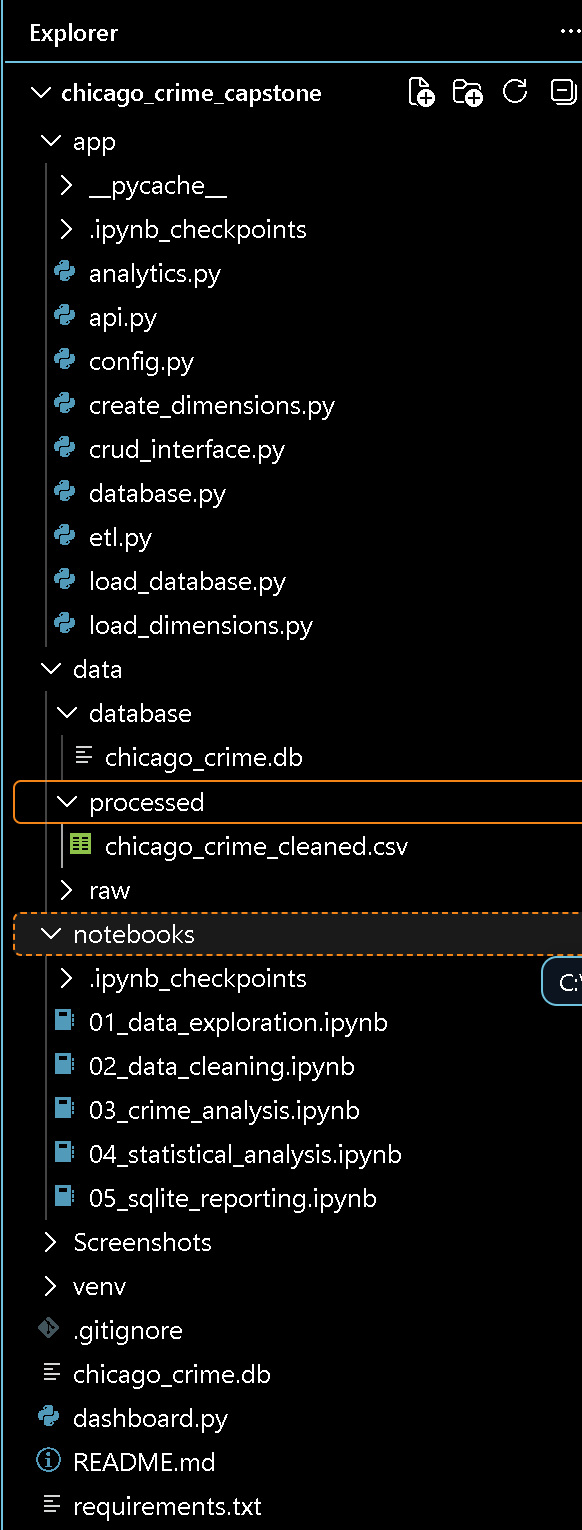 Explorer
chicago_crime_capstone
app
__pycache__
.ipynb_checkpoints
analytics.py
api.py
config.py
create_dimensions.py
crud_interface.py
database.py
etl.py
load_database.py
load_dimensions.py
data
database
chicago_crime.db
processed
chicago_crime_cleaned.csv
raw
notebooks
.ipynb_checkpoints
C:\
01_data_exploration.ipynb
02_data_cleaning.ipynb
03_crime_analysis.ipynb
04_statistical_analysis.ipynb
05_sqlite_reporting.ipynb
Screenshots
venv
.gitignore
chicago_crime.db
dashboard.py
README.md
requirements.txt